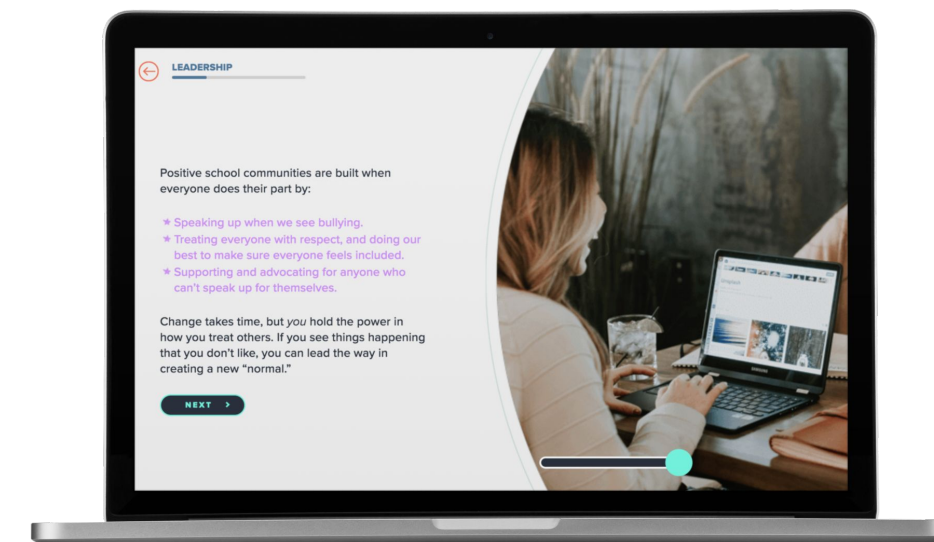 LEADERSHIP
Positive school communities are built when
everyone does their part by:
Speaking up when we see bullying.
Treating everyone with respect, and doing our
best to make sure everyone feels included.
Supporting and advocating for anyone who
can't speak up for themselves.
Change takes time, but you hold the power in
how you treat others. If you see things happening
that you don't like, you can lead the way in
creating a new “normal.”
NEXT >
Unsplash
SAMSUNG